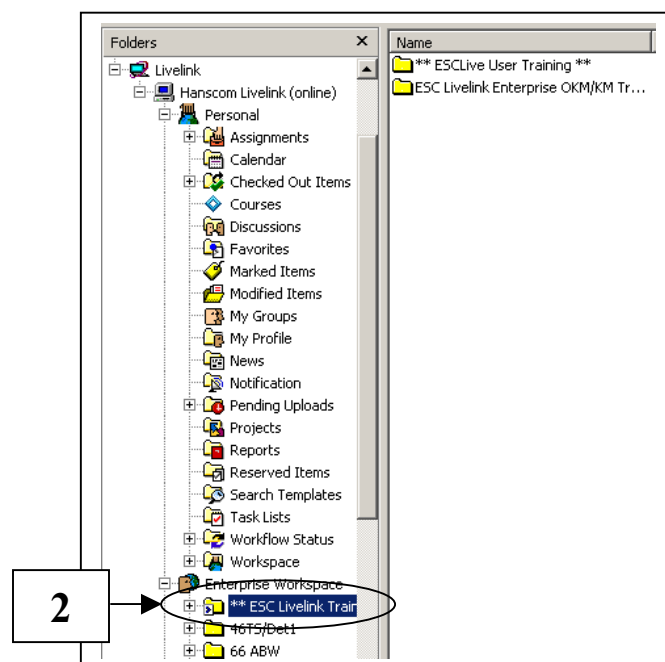 Folders x
Name
Livelink
Hanscom Livelink (online)
Personal
Assignments
Calendar
Checked Out Items
Courses
Discussions
Favorites
Marked Items
Modified Items
My Groups
My Profile
News
Notification
Pending Uploads
Projects
Reports
Reserved Items
Search Templates
Task Lists
Workflow Status
Workspace
Enterprise Workspace
** ESC Livelink Train
46TS/Det1
66 ABW
** ESCLive User Training **
ESC Livelink Enterprise OKM/KM Tr...
2